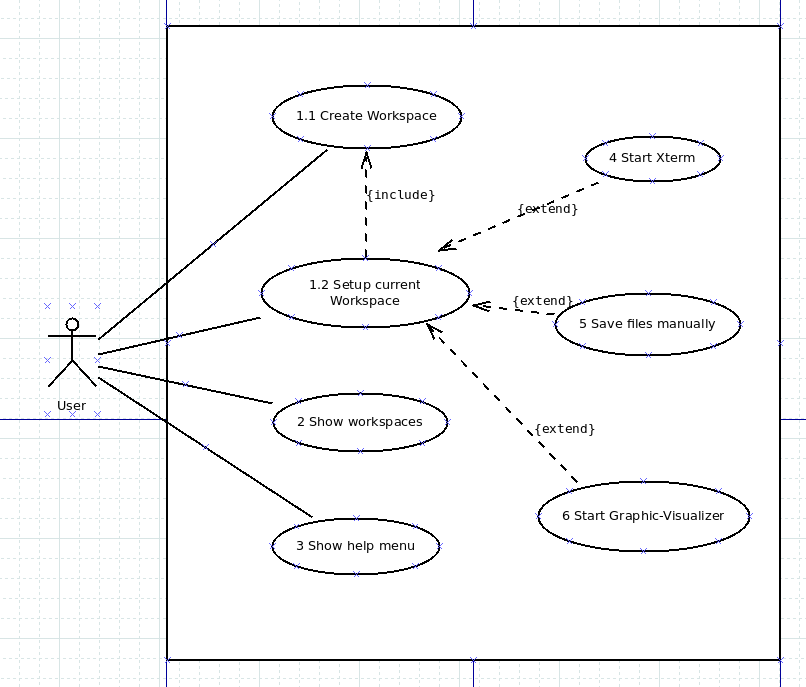 1.1 Create Workspace
4 Start Xterm
{include}
{extend}
1.2 Setup current
Workspace
{extend}
5 Save files manually
User
2 Show workspaces
{extend}
6 Start Graphic-Visualizer
3 Show help menu